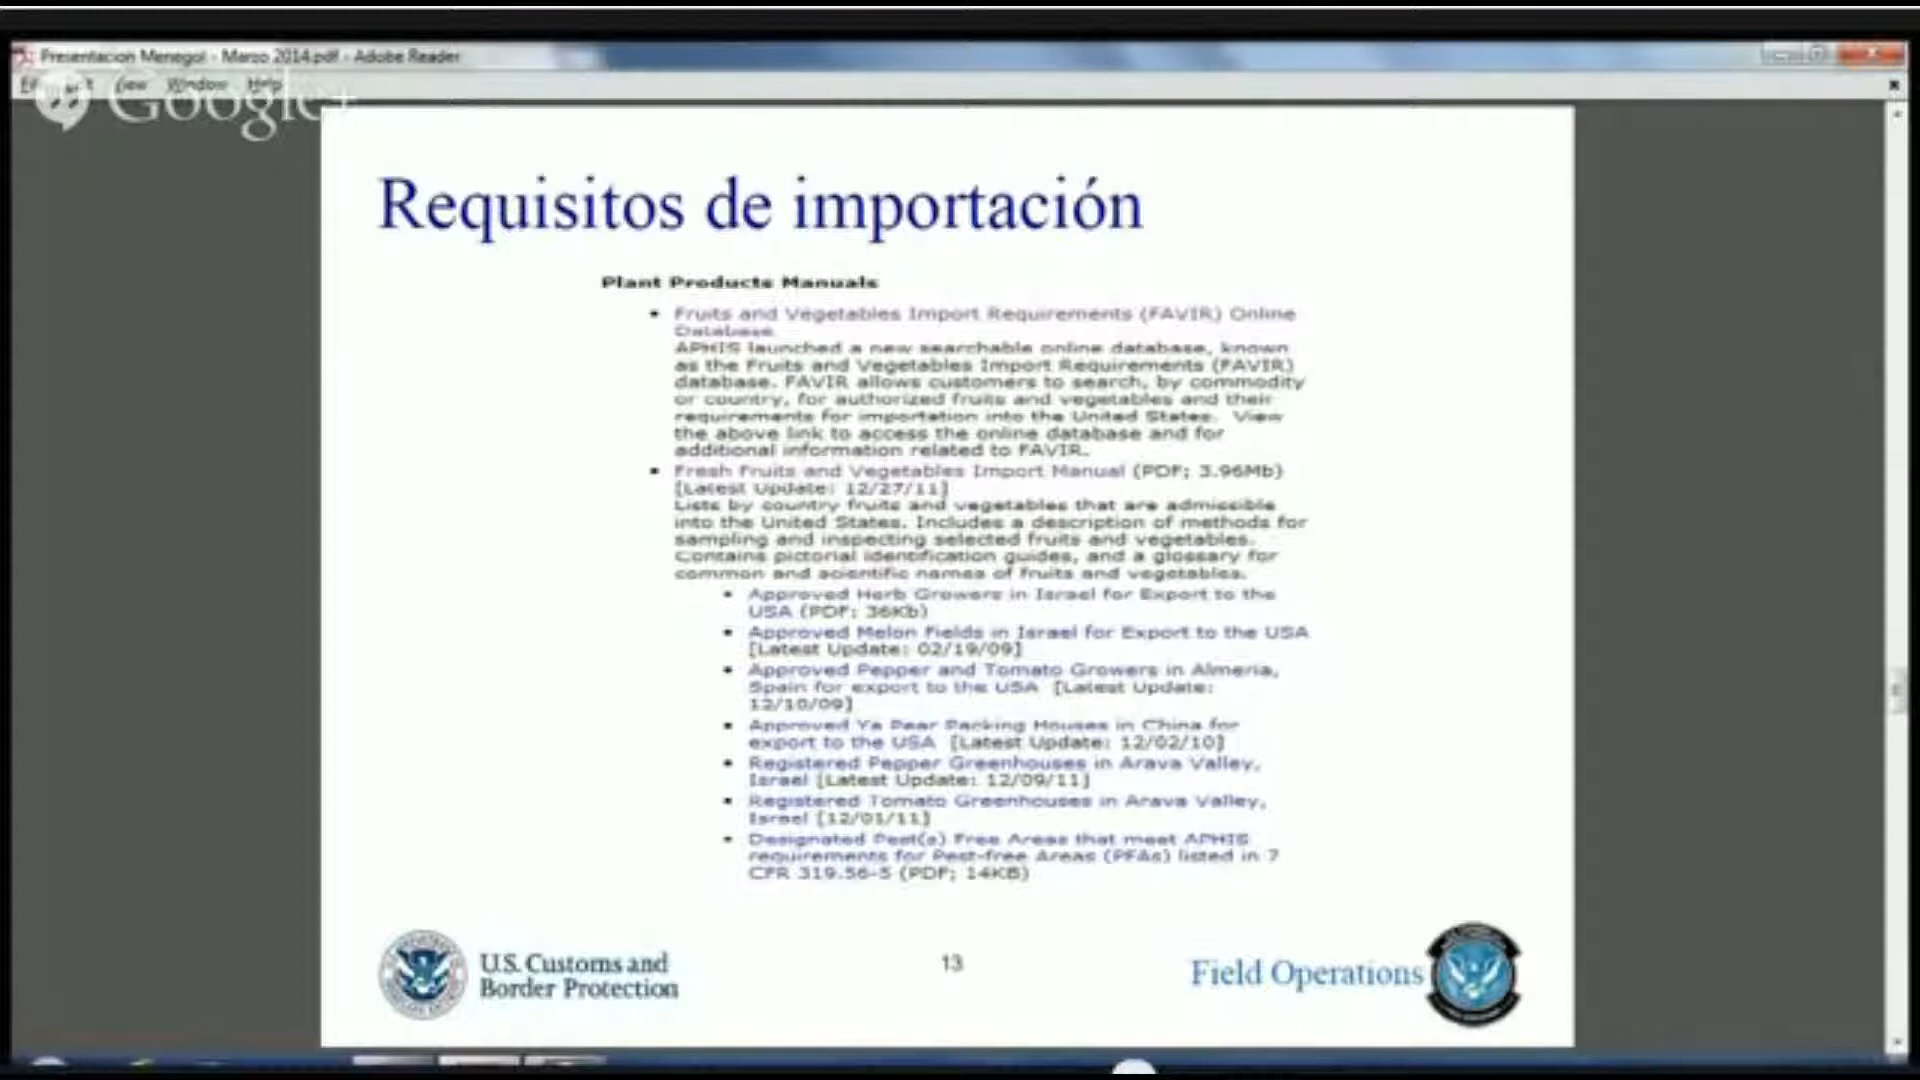 Presentacion Menegol - Marzo 2014.pdf - Adobe Reader
View Window Help
Google+
Requisitos de importación
Plant Products Manuals
• Fruits and Vegetables Import Requirements (FAVIR) Online
Database
APHIS launched a new searchable online database, known
as the Fruits and Vegetables Import Requirements (FAVIR)
database. FAVIR allows customers to search, by commodity
or country, for authorized fruits and vegetables and their
requirements for importation into the United States. View
the above link to access the online database and for
additional information related to FAVIR.
• Fresh Fruits and Vegetables Import Manual (PDF; 3.96Mb)
[Latest Update: 12/27/11]
Lists by country fruits and vegetables that are admissible
into the United States. Includes a description of methods for
sampling and inspecting selected fruits and vegetables.
Contains pictorial identification guides, and a glossary for
common and scientific names of fruits and vegetables.
• Approved Herb Growers in Israel for Export to the
USA (PDF; 36Kb)
• Approved Melon Fields in Israel for Export to the USA
[Latest Update: 02/19/09]
• Approved Pepper and Tomato Growers in Almeria,
Spain for export to the USA [Latest Update:
12/10/09]
• Approved Ya Pear Packing Houses in China for
export to the USA [Latest Update: 12/02/10]
• Registered Pepper Greenhouses in Arava Valley,
Israel [Latest Update: 12/09/11]
• Registered Tomato Greenhouses in Arava Valley,
Israel [12/01/11]
• Designated Pest(s) Free Areas that meet APHIS
requirements for Pest-free Areas (PFAs) listed in 7
CFR 319.56-5 (PDF; 14KB)
U.S. Customs and
Border Protection
13
Field Operations